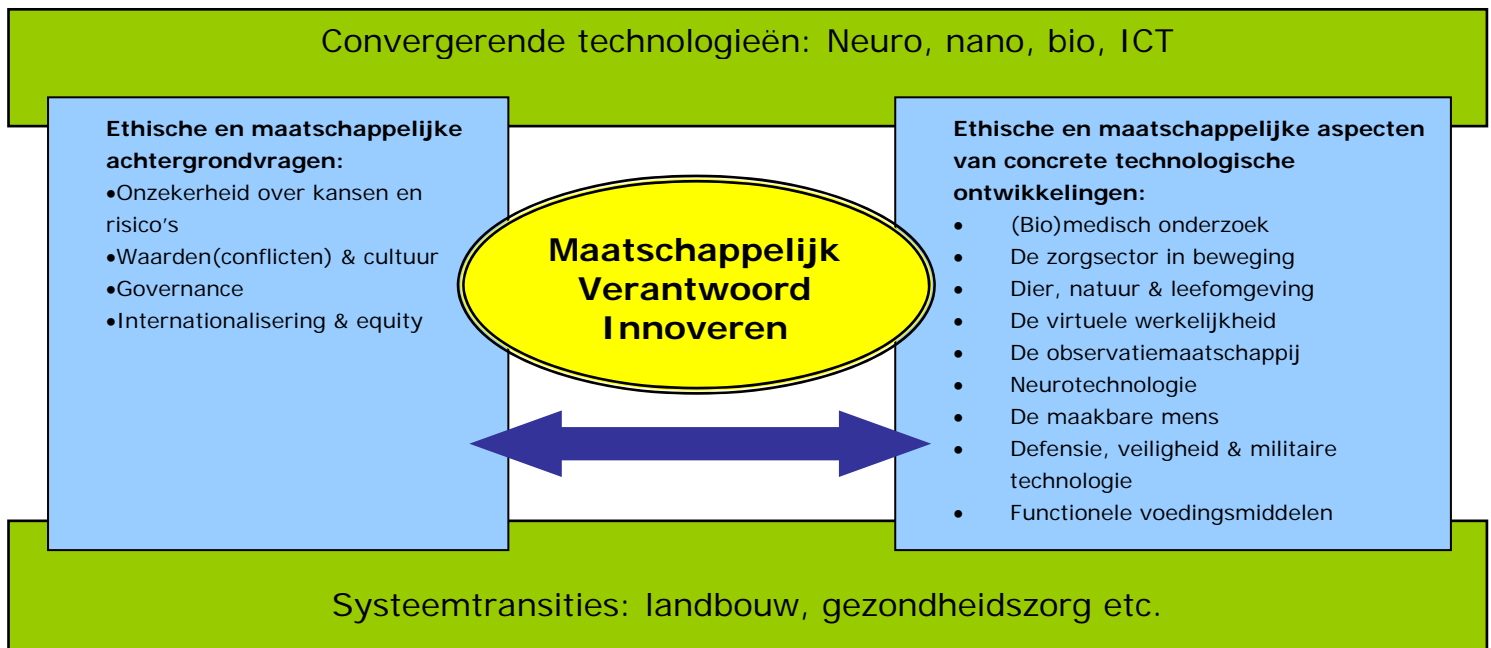 Convergerende technologieën: Neuro, nano, bio, ICT
Ethische en maatschappelijke
achtergrondvragen:
•Onzekerheid over kansen en
risico's
•Waarden(conflicten) & cultuur
•Governance
•Internationalisering & equity
Maatschappelijk
Verantwoord
Innoveren
Ethische en maatschappelijke aspecten
van concrete technologische
ontwikkelingen:
• (Bio)medisch onderzoek
• De zorgsector in beweging
• Dier, natuur & leefomgeving
• De virtuele werkelijkheid
• De observatiemaatschappij
• Neurotechnologie
• De maakbare mens
• Defensie, veiligheid & militaire
technologie
• Functionele voedingsmiddelen
Systeemtransities: landbouw, gezondheidszorg etc.